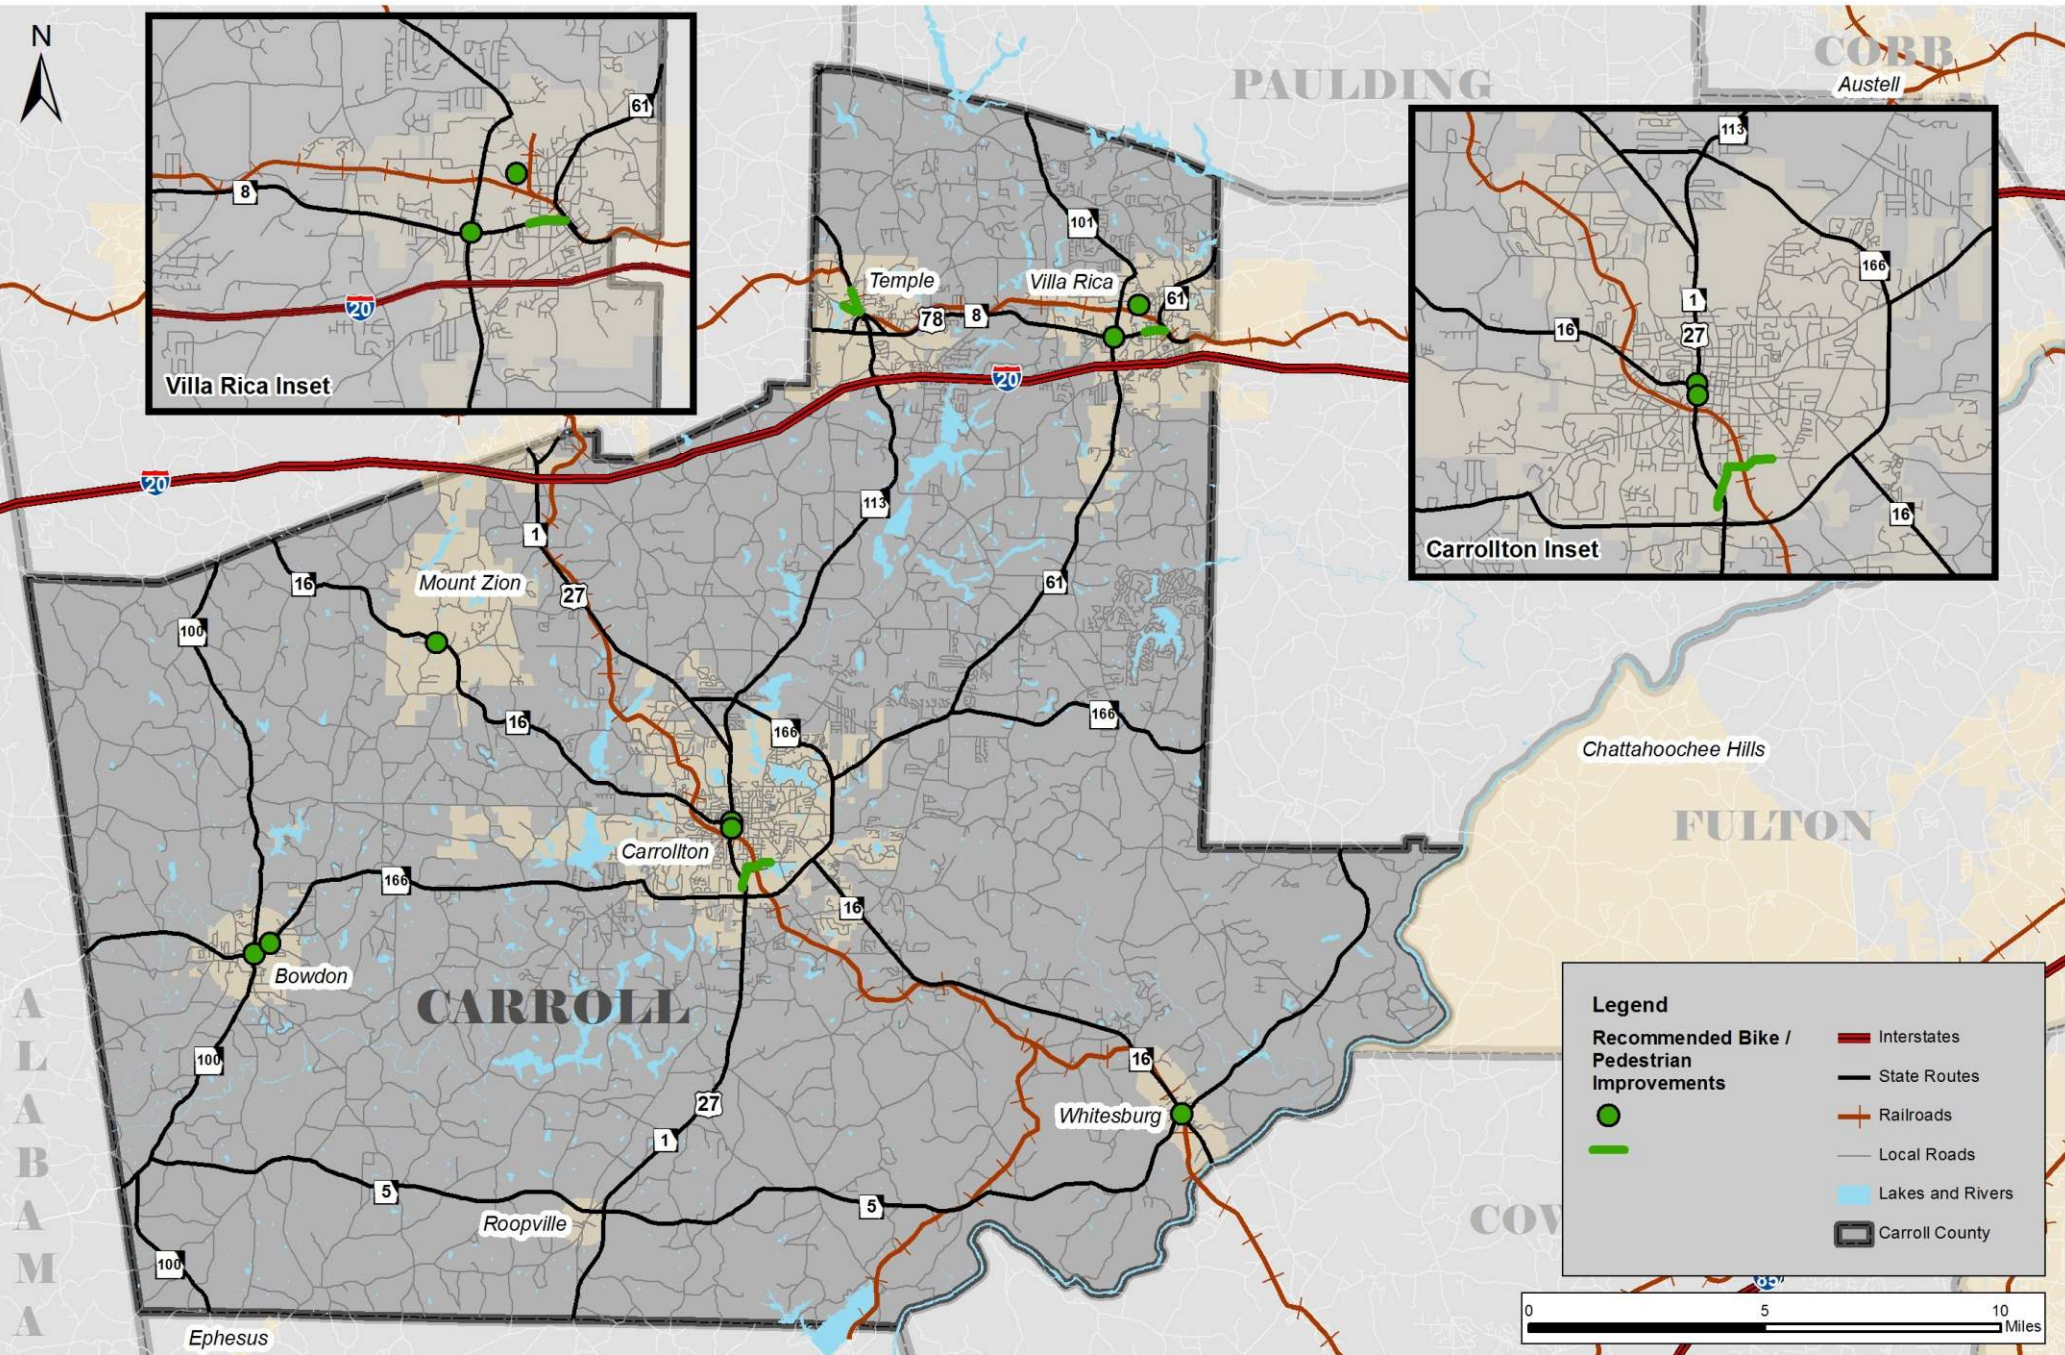 N
61
8
20
Villa Rica Inset
PAULDING
COBB
Austell
113
166
1
16
27
16
Carrollton Inset
101
Temple
Villa Rica
61
78
8
20
20
113
1
Mount Zion
16
27
61
100
16
166
166
Chattahoochee Hills
FULTON
Carrollton
166
16
Bowdon
CARROLL
ALABAMA
100
16
Whitesburg
27
1
5
5
Roopville
100
Ephesus
COW
Legend
Recommended Bike /
Pedestrian
Improvements
Interstates
State Routes
Railroads
Local Roads
Lakes and Rivers
Carroll County
85
0 5 10
Miles